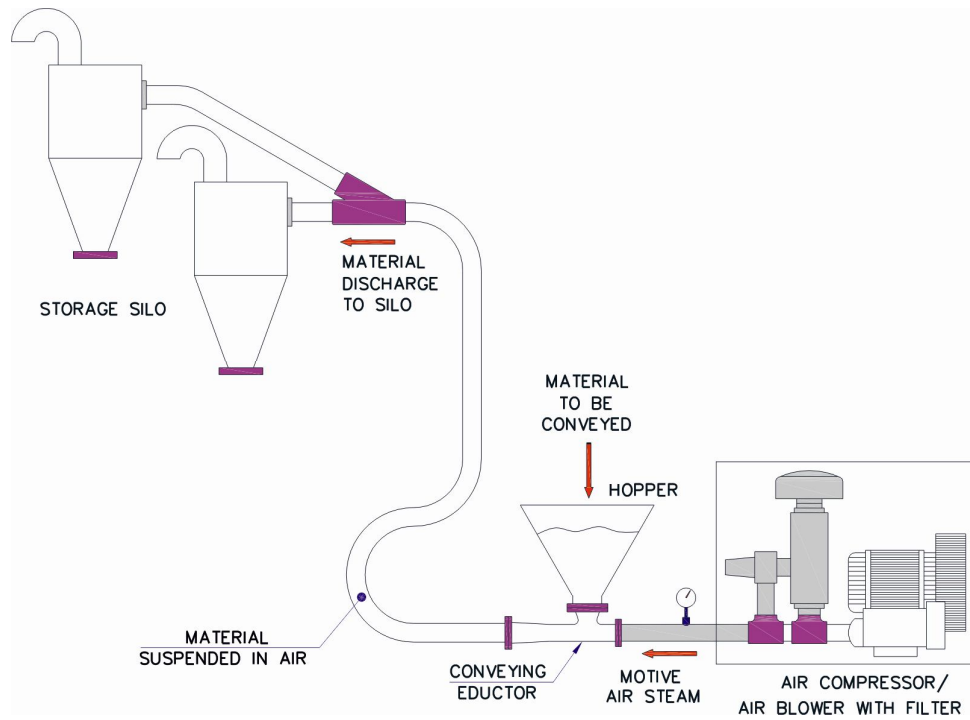 STORAGE SILO
MATERIAL
DISCHARGE
TO SILO
MATERIAL
TO BE
CONVEYED
HOPPER
MATERIAL
SUSPENDED IN AIR
CONVEYING
EDUCTOR
MOTIVE
AIR STEAM
AIR COMPRESSOR/
AIR BLOWER WITH FILTER